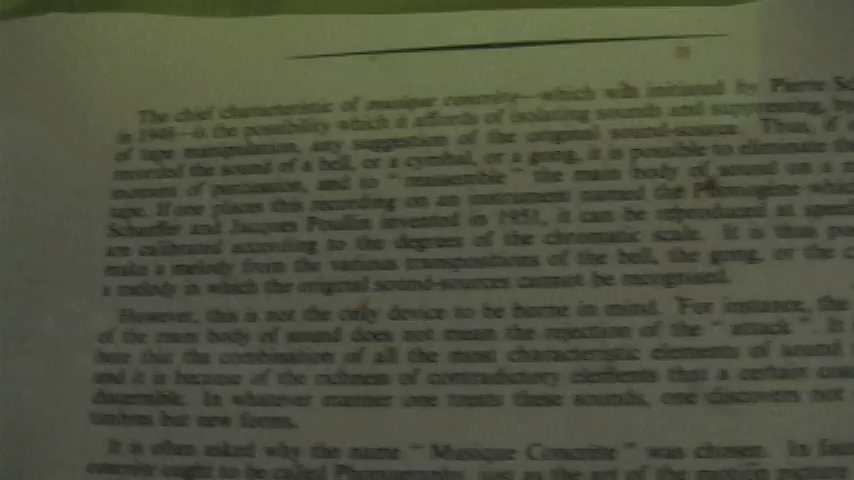 The chief characteristic of musique concrète—which was initiated by Pierre
in 1948—is the possibility which it affords of isolating sounds and suppressing, by
of tape manipulation, any suggestion of the original sound-source. Thus, if
recorded the sound of a bell, or a cymbal, or a gong, it is possible to eliminate the
moment of percussion, and to " reassemble " the main body of sound on a
tape. If one places this recording on an instrument named the Phonogène which
Schaeffer and Jacques Poullin invented in 1951, it can be reproduced at
are calibrated according to the degrees of the chromatic scale. It is thus
make a melody from the various transpositions of the bell, the gong, or the
a melody in which the original sound-sources cannot be recognised.
However, this is not the only device to be borne in mind. For instance, the
of the main body of sound does not mean the rejection of the " attack ". It
here that the combination of all the most characteristic elements of sound
and it is because of the richness of contradictory elements that a certain
discernible. In whatever manner one treats these sounds, one discovers not
timbres but new forms.
It is often asked why the name " Musique Concrète " was chosen. In
concrète ought to be called just as the art of the motion picture